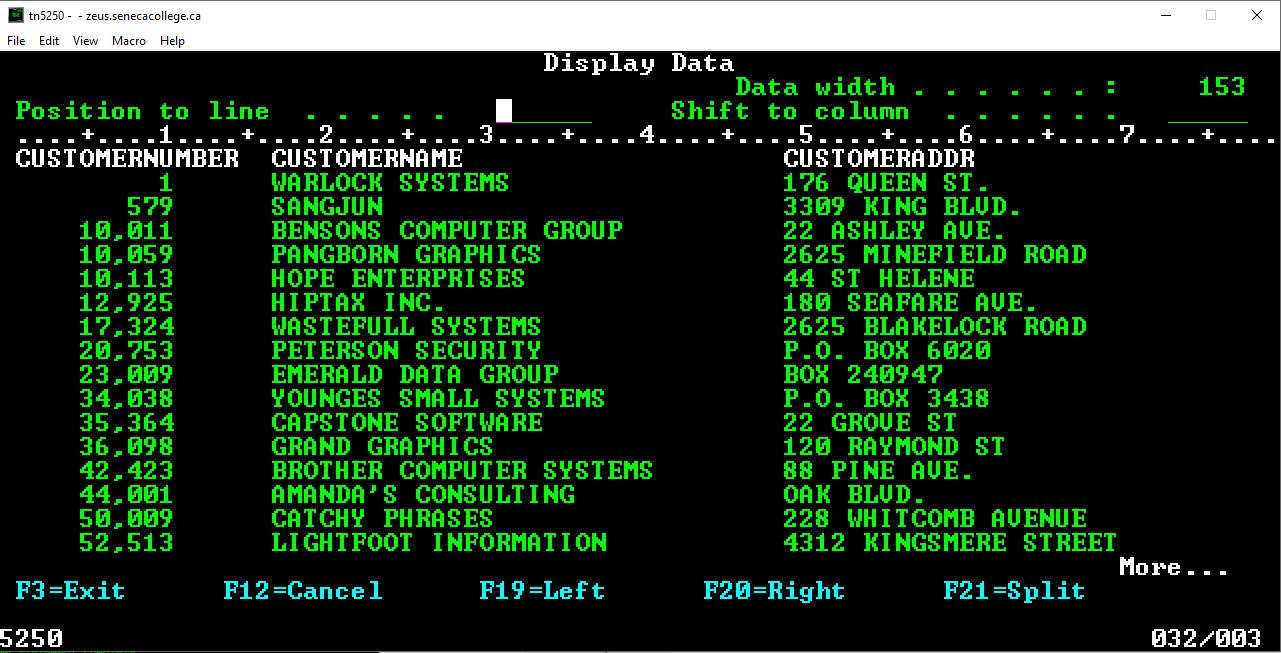 tn5250 - - zeus.senecacollege.ca
File Edit View Macro Help
Display Data
Data width . . . . . . : 153
Position to line . . . . . Shift to column . . . . . .
....+....1....+....2....+....3....+....4....+....5....+....6....+....7....+....
CUSTOMERNUMBER CUSTOMERNAME CUSTOMERADDR
1 WARLOCK SYSTEMS 176 QUEEN ST.
579 SANGJUN 3309 KING BLVD.
10,011 BENSONS COMPUTER GROUP 22 ASHLEY AVE.
10,059 PANGBORN GRAPHICS 2625 MINEFIELD ROAD
10,113 HOPE ENTERPRISES 44 ST HELENE
12,925 HIPTAX INC. 180 SEAFARE AVE.
17,324 WASTEFULL SYSTEMS 2625 BLAKELOCK ROAD
20,753 PETERSON SECURITY P.O. BOX 6020
23,009 EMERALD DATA GROUP BOX 240947
34,038 YOUNGES SMALL SYSTEMS P.O. BOX 3438
35,364 CAPSTONE SOFTWARE 22 GROVE ST
36,098 GRAND GRAPHICS 120 RAYMOND ST
42,423 BROTHER COMPUTER SYSTEMS 88 PINE AVE.
44,001 AMANDA'S CONSULTING OAK BLVD.
50,009 CATCHY PHRASES 228 WHITCOMB AVENUE
52,513 LIGHTFOOT INFORMATION 4312 KINGSMERE STREET
More...
F3=Exit F12=Cancel F19=Left F20=Right F21=Split
5250 032/003